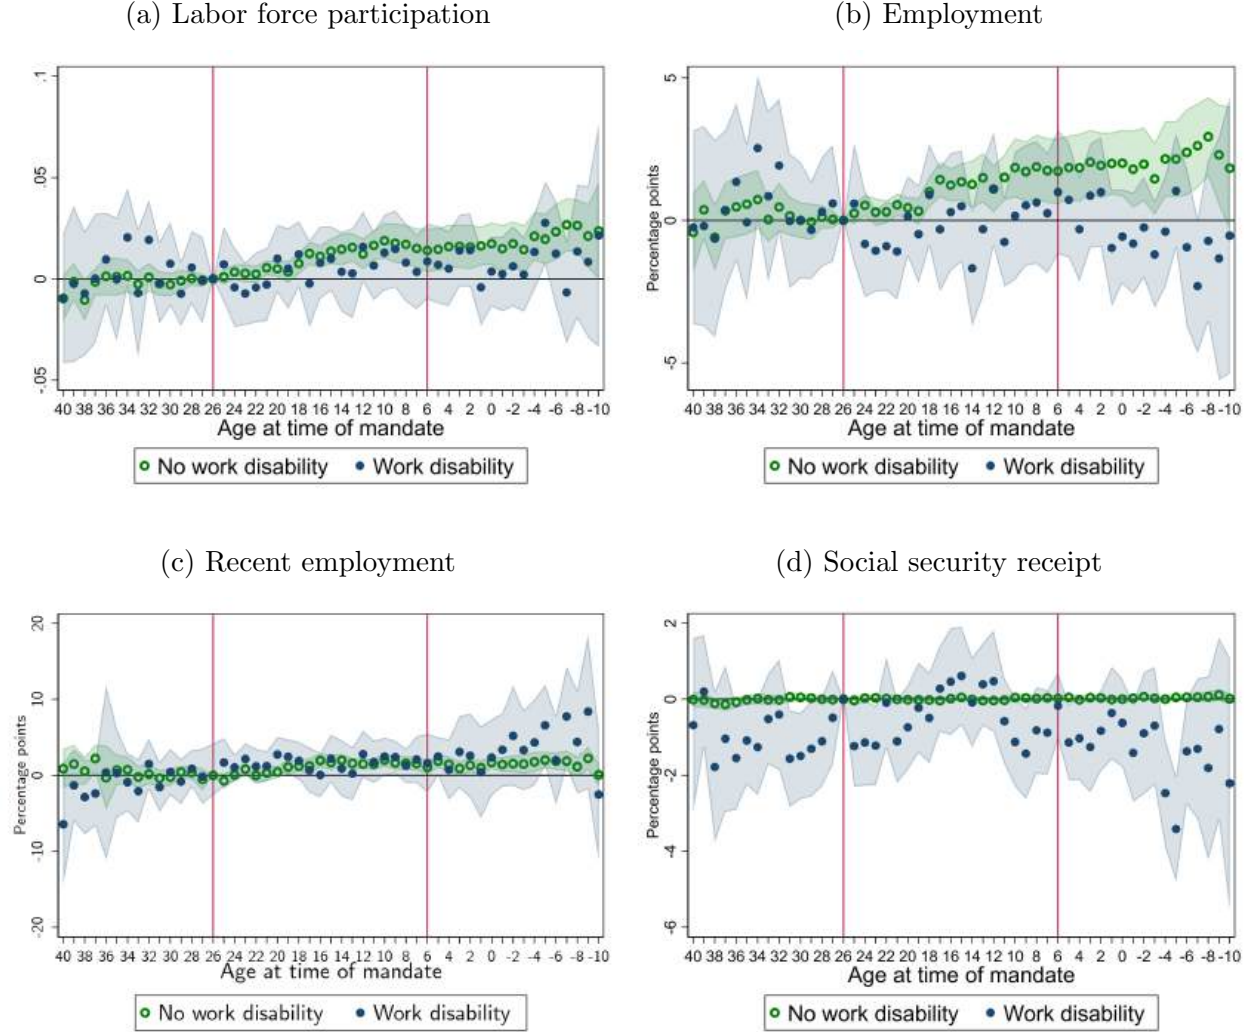 (a) Labor force participation
.1
.05
0
-.05
40 38 36 34 32 30 28 26 24 22 20 18 16 14 12 10 8 6 4 2 0 -2 -4 -6 -8 -10
Age at time of mandate
No work disability Work disability
(b) Employment
Percentage points
5
0
-5
40 38 36 34 32 30 28 26 24 22 20 18 16 14 12 10 8 6 4 2 0 -2 -4 -6 -8 -10
Age at time of mandate
No work disability Work disability
(c) Recent employment
Percentage points
20
10
0
-10
-20
40 38 36 34 32 30 28 26 24 22 20 18 16 14 12 10 8 6 4 2 0 -2 -4 -6 -8 -10
Age at time of mandate
No work disability Work disability
(d) Social security receipt
Percentage points
2
0
-2
-4
-6
40 38 36 34 32 30 28 26 24 22 20 18 16 14 12 10 8 6 4 2 0 -2 -4 -6 -8 -10
Age at time of mandate
No work disability Work disability